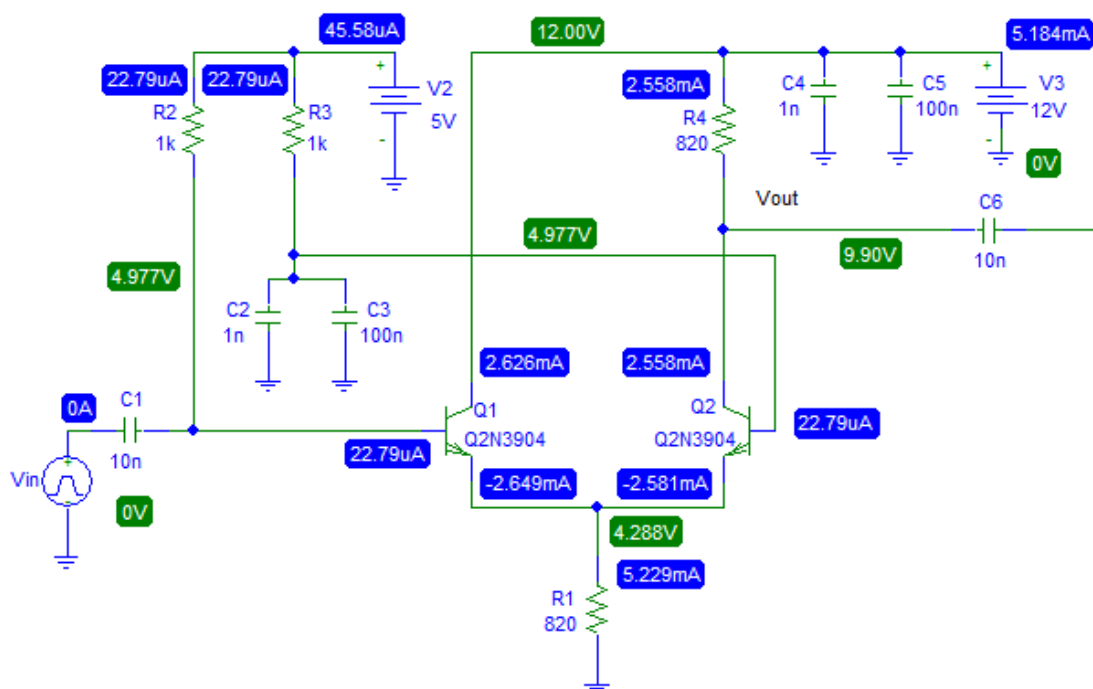 45.58uA
12.00V
5.184mA
22.79uA
22.79uA
+
V2
5V
-
2.558mA
C4
1n
C5
100n
+
V3
12V
-
R2
1k
R3
1k
R4
820
0V
Vout
C6
10n
4.977V
9.90V
4.977V
C2
1n
C3
100n
2.626mA
2.558mA
C1
10n
0A
Q1
Q2N3904
Q2
Q2N3904
22.79uA
22.79uA
Vin
+
-
0V
-2.649mA
-2.581mA
4.288V
5.229mA
R1
820